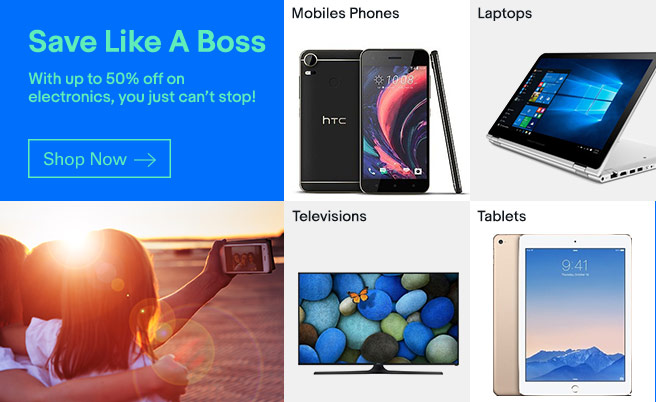 Save Like A Boss
With up to 50% off on
electronics, you just can't stop!
Shop Now
Mobiles Phones
10:08
hTC
Laptops
Televisions
Tablets
9:41